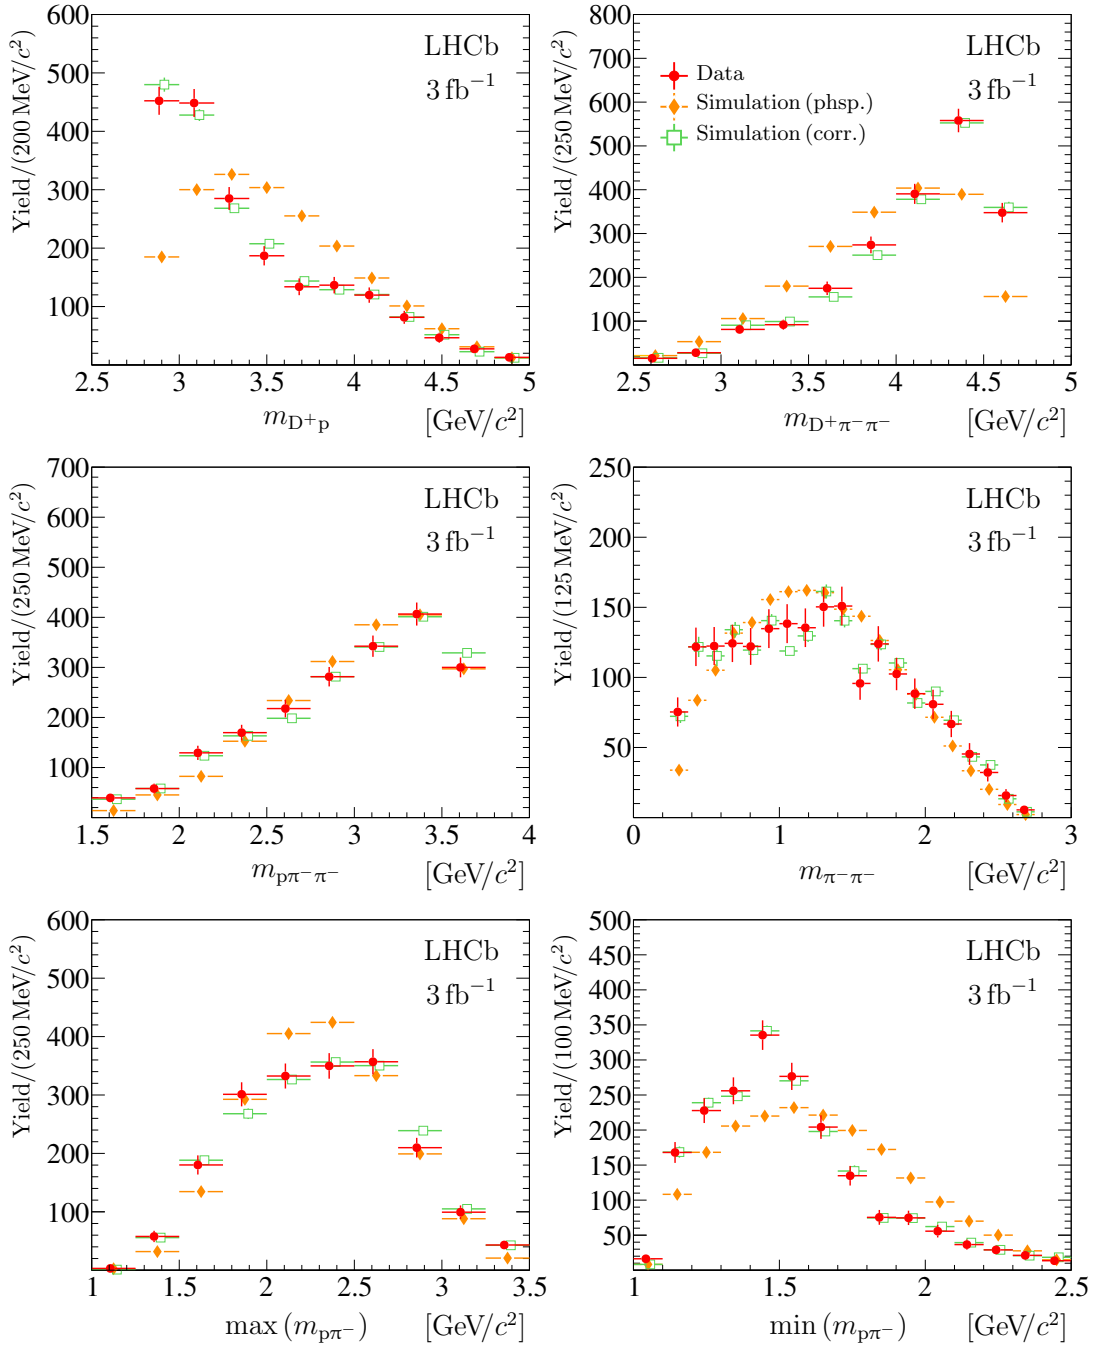 Yield/(200 MeV/c²)
600
500
400
300
200
100
LHCb
3 fb⁻¹
2.5 3 3.5 4 4.5 5
m_{D⁺p} [GeV/c²]
Yield/(250 MeV/c²)
800
700
600
500
400
300
200
100
LHCb
3 fb⁻¹
Data
Simulation (phsp.)
Simulation (corr.)
2.5 3 3.5 4 4.5 5
m_{D⁺π⁻π⁻} [GeV/c²]
Yield/(250 MeV/c²)
700
600
500
400
300
200
100
LHCb
3 fb⁻¹
1.5 2 2.5 3 3.5 4
m_{pπ⁻π⁻} [GeV/c²]
Yield/(125 MeV/c²)
250
200
150
100
50
LHCb
3 fb⁻¹
0 1 2 3
m_{π⁻π⁻} [GeV/c²]
Yield/(250 MeV/c²)
600
500
400
300
200
100
LHCb
3 fb⁻¹
1 1.5 2 2.5 3 3.5
max (m_{pπ⁻}) [GeV/c²]
Yield/(100 MeV/c²)
500
450
400
350
300
250
200
150
100
50
LHCb
3 fb⁻¹
1 1.5 2 2.5
min (m_{pπ⁻}) [GeV/c²]